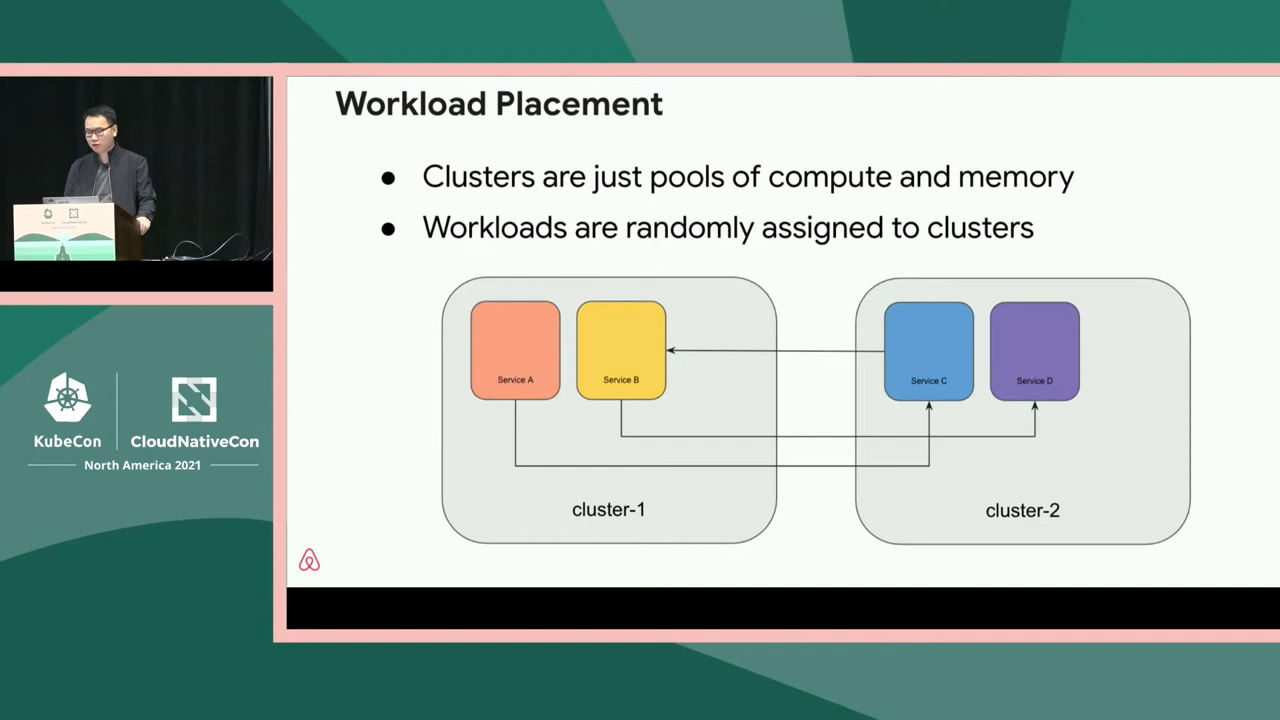 Workload Placement
● Clusters are just pools of compute and memory
● Workloads are randomly assigned to clusters
Service A
Service B
Service C
Service D
cluster-1
cluster-2
KubeCon
CloudNativeCon
North America 2021